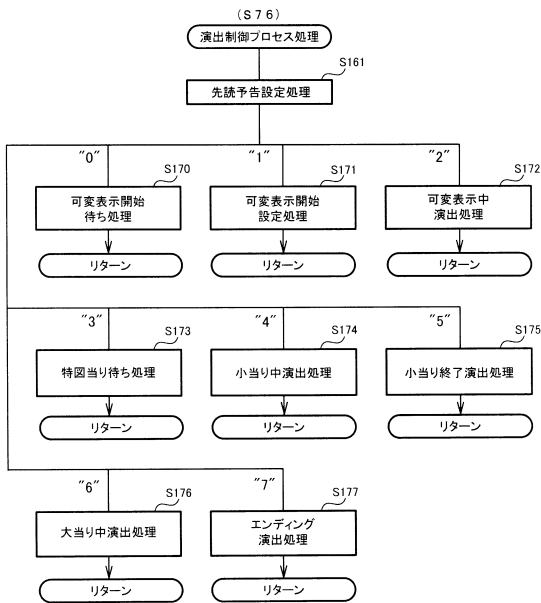 (S76)
演出制御プロセス処理
S161
先読予告設定処理
"0"
"1"
"2"
S170
S171
S172
可変表示開始
待ち処理
可変表示開始
設定処理
可変表示中
演出処理
リターン
リターン
リターン
"3"
"4"
"5"
S173
S174
S175
特図当り待ち処理
小当り中演出処理
小当り終了演出処理
リターン
リターン
リターン
"6"
"7"
S176
S177
大当り中演出処理
エンディング
演出処理
リターン
リターン